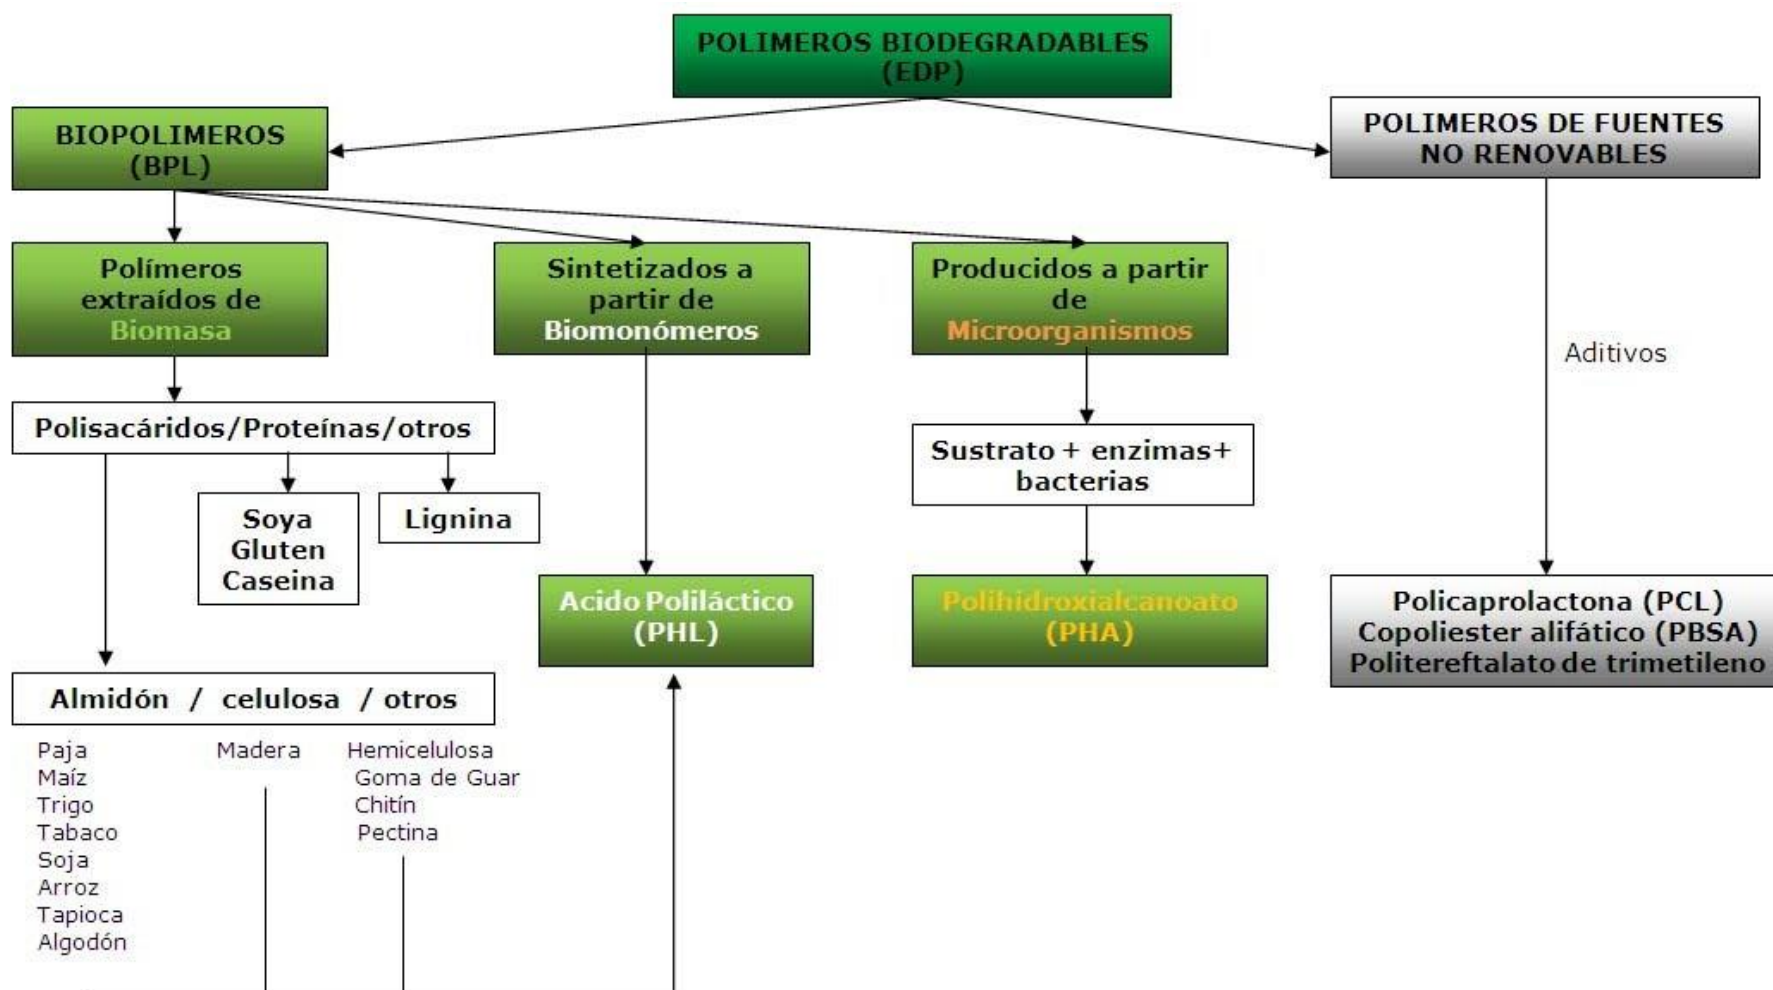 POLIMEROS BIODEGRADABLES
(EDP)
BIOPOLIMEROS
(BPL)
POLIMEROS DE FUENTES
NO RENOVABLES
Polímeros
extraídos de
Biomasa
Sintetizados a
partir de
Biomonómeros
Producidos a partir
de
Microorganismos
Aditivos
Polisacáridos/Proteínas/otros
Sustrato + enzimas+
bacterias
Soya
Gluten
Caseina
Lignina
Acido Poliláctico
(PHL)
Polihidroxialcanoato
(PHA)
Policaprolactona (PCL)
Copoliester alifático (PBSA)
Politereftalato de trimetileno
Almidón / celulosa / otros
Paja
Maíz
Trigo
Tabaco
Soja
Arroz
Tapioca
Algodón
Madera
Hemicelulosa
Goma de Guar
Chitín
Pectina